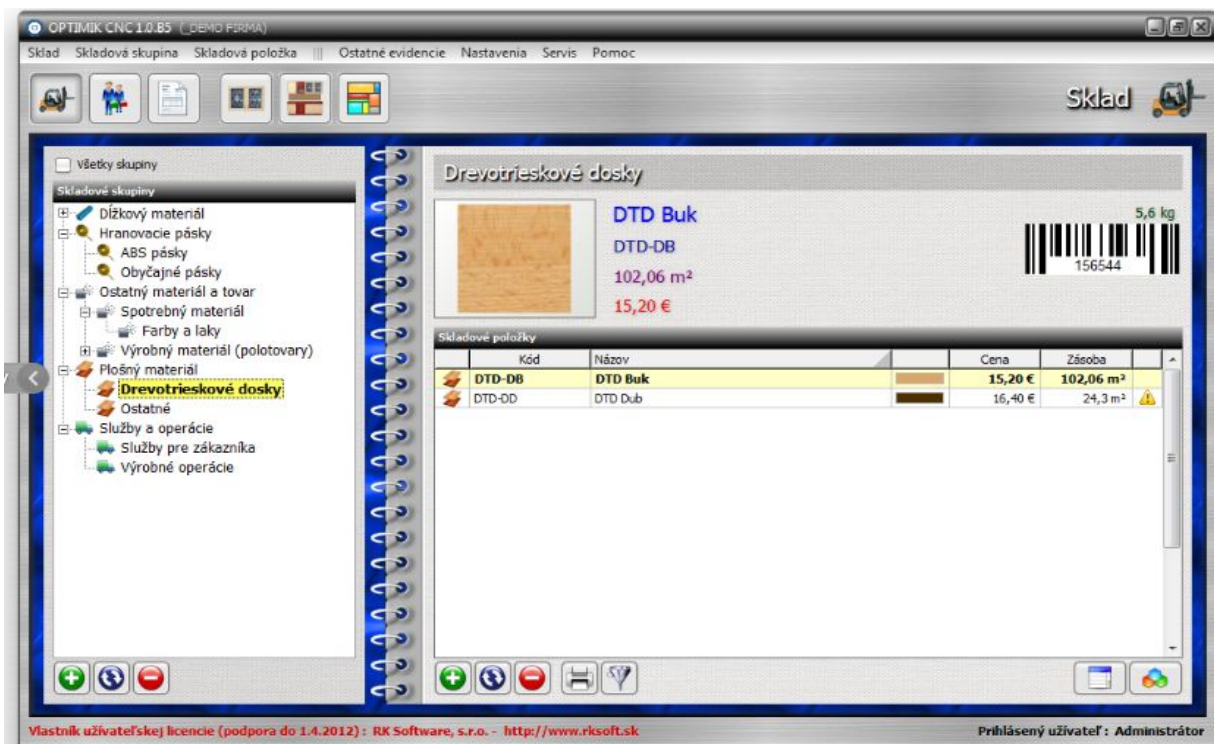 OPTIMIK CNC 1.0.B5 (_DEMO FIRMA)
Sklad Skladová skupina Skladová položka ||| Ostatné evidencie Nastavenia Servis Pomoc
Sklad
Všetky skupiny
Skladové skupiny
Dĺžkový materiál
Hranovacie pásky
ABS pásky
Obyčajné pásky
Ostatný materiál a tovar
Spotrebný materiál
Farby a laky
Výrobný materiál (polotovary)
Plošný materiál
Drevotrieskové dosky
Ostatné
Služby a operácie
Služby pre zákazníka
Výrobné operácie
Drevotrieskové dosky
DTD Buk
DTD-DB
102,06 m²
15,20 €
5,6 kg
156544
Skladové položky
Kód Názov Cena Zásoba
DTD-DB DTD Buk 15,20 € 102,06 m²
DTD-DD DTD Dub 16,40 € 24,3 m²
Vlastník užívateľskej licencie (podpora do 1.4.2012) : RK Software, s.r.o. - http://www.rksoft.sk
Prihlásený užívateľ : Administrátor